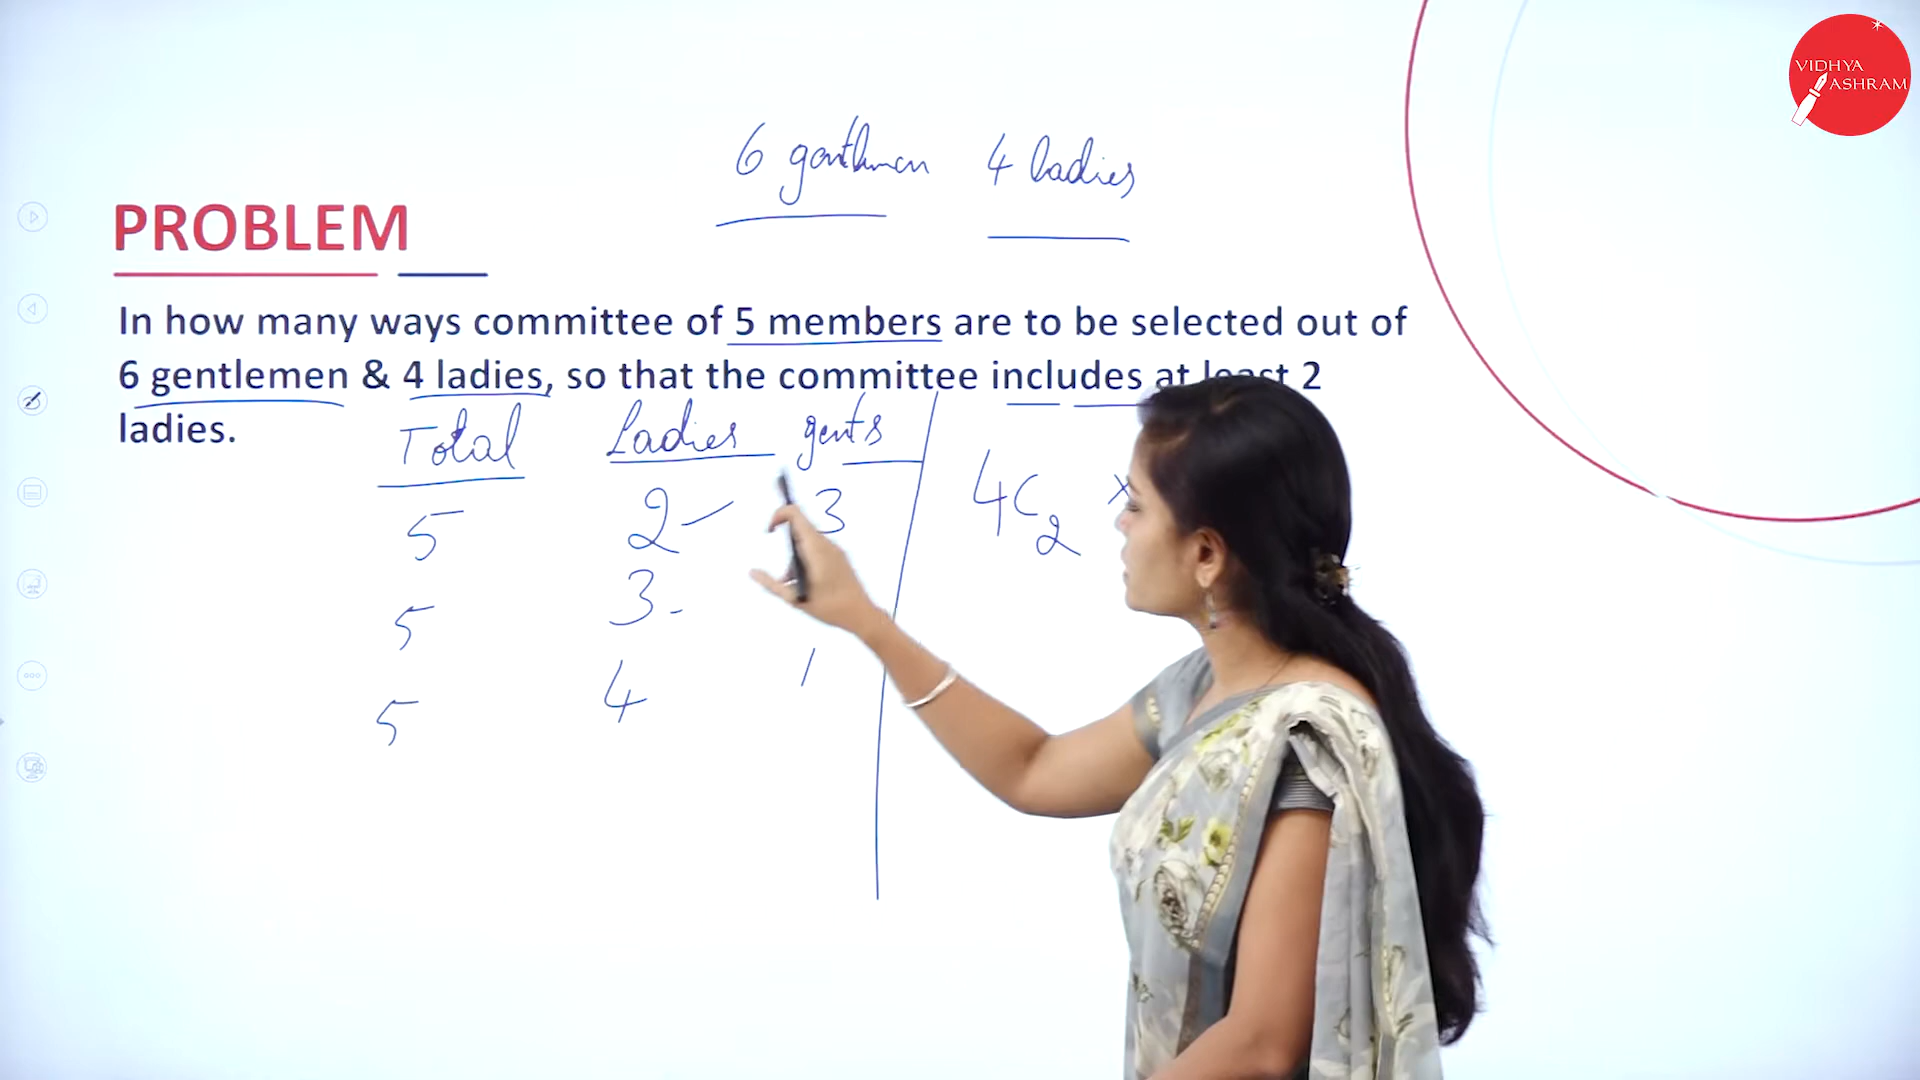 VIDHYA
ASHRAM
6 gentlemen 4 ladies
PROBLEM
In how many ways committee of 5 members are to be selected out of
6 gentlemen & 4 ladies, so that the committee includes at least 2
ladies.
Total Ladies gents
5 2 3 4C2 ×
5 3
5 4 1